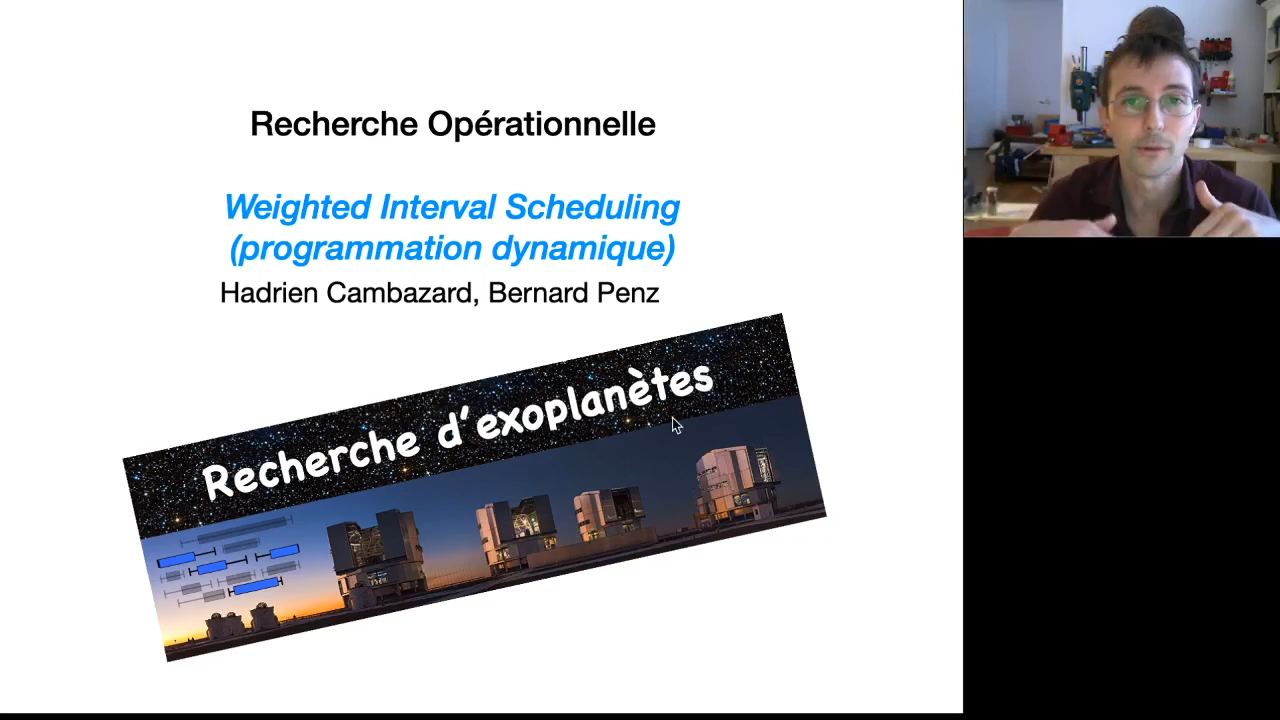 Recherche Opérationnelle
Weighted Interval Scheduling
(programmation dynamique)
Hadrien Cambazard, Bernard Penz
Recherche d'exoplanètes